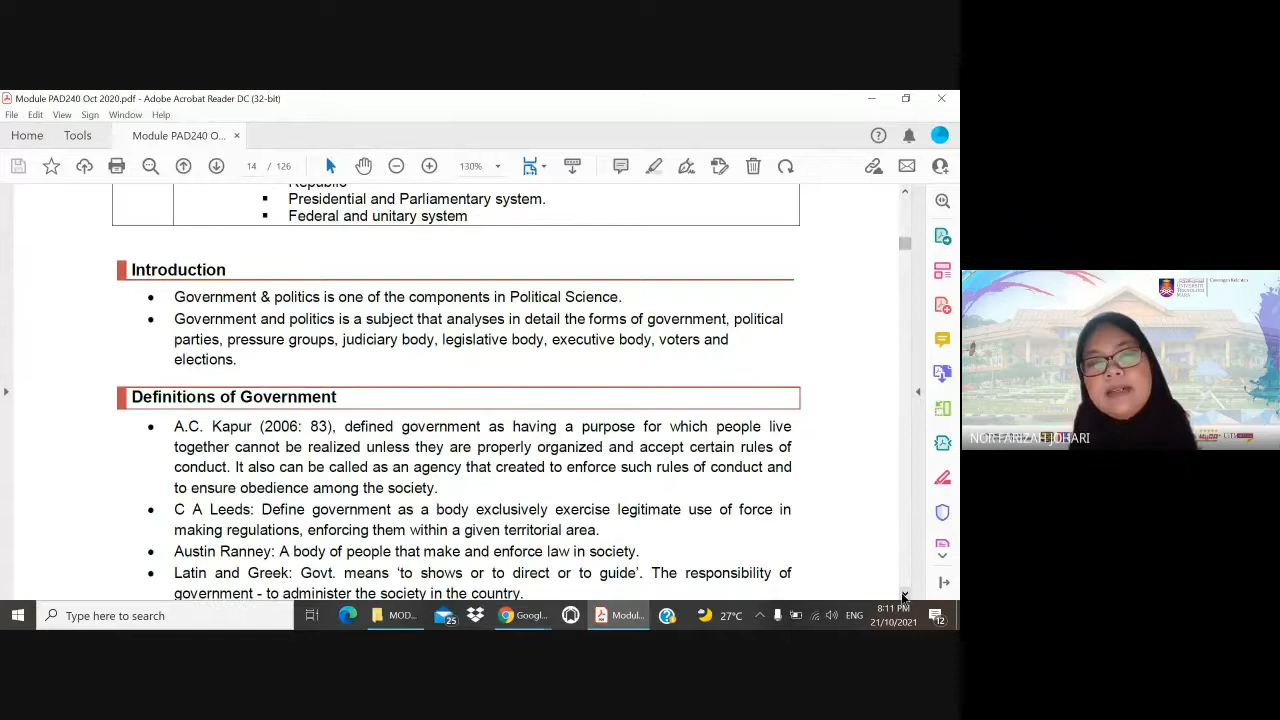 Module PAD240 Oct 2020.pdf - Adobe Acrobat Reader DC (32-bit)
File Edit View Sign Window Help
Home Tools Module PAD240 O... ×
14 / 126 130%
Republic
▪ Presidential and Parliamentary system.
▪ Federal and unitary system
Introduction
• Government & politics is one of the components in Political Science.
• Government and politics is a subject that analyses in detail the forms of government, political
parties, pressure groups, judiciary body, legislative body, executive body, voters and
elections.
Definitions of Government
• A.C. Kapur (2006: 83), defined government as having a purpose for which people live
together cannot be realized unless they are properly organized and accept certain rules of
conduct. It also can be called as an agency that created to enforce such rules of conduct and
to ensure obedience among the society.
• C A Leeds: Define government as a body exclusively exercise legitimate use of force in
making regulations, enforcing them within a given territorial area.
• Austin Ranney: A body of people that make and enforce law in society.
• Latin and Greek: Govt. means ‘to shows or to direct or to guide’. The responsibility of
government - to administer the society in the country.
Type here to search
MOD...
25
Googl...
Modul...
27°C
ENG
8:11 PM
21/10/2021
12
UNIVERSITI
TEKNOLOGI
MARA
NOR FARIZAH JOHARI